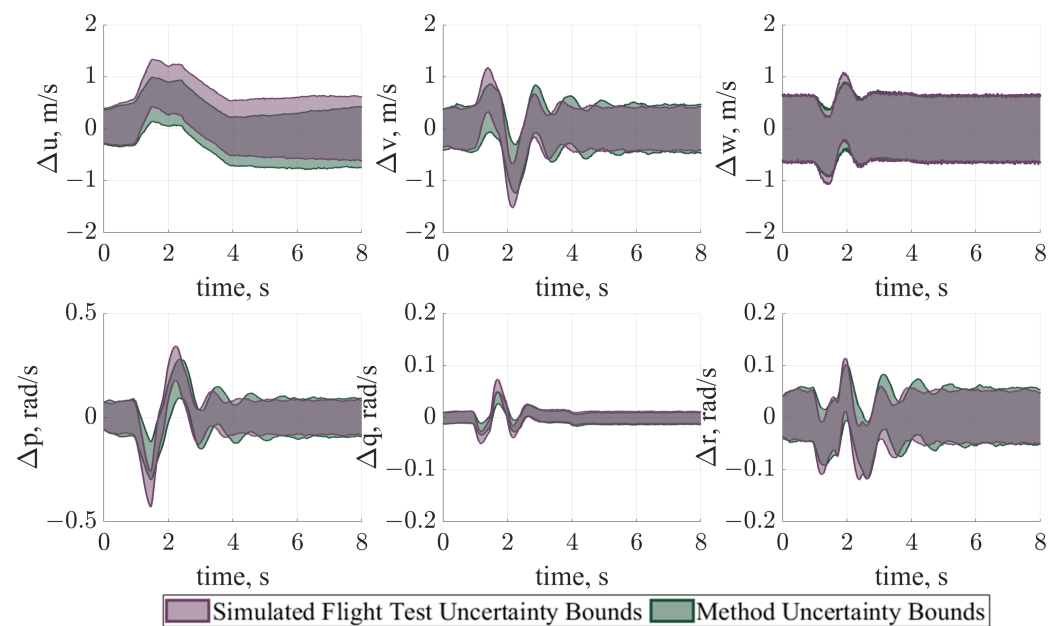 2
1
0
−1
−2
Δu, m/s
0 2 4 6 8
time, s
2
1
0
−1
−2
Δv, m/s
0 2 4 6 8
time, s
2
1
0
−1
−2
Δw, m/s
0 2 4 6 8
time, s
0.5
0
−0.5
Δp, rad/s
0 2 4 6 8
time, s
0.2
0.1
0
−0.1
−0.2
Δq, rad/s
0 2 4 6 8
time, s
0.2
0.1
0
−0.1
−0.2
Δr, rad/s
0 2 4 6 8
time, s
Simulated Flight Test Uncertainty Bounds Method Uncertainty Bounds